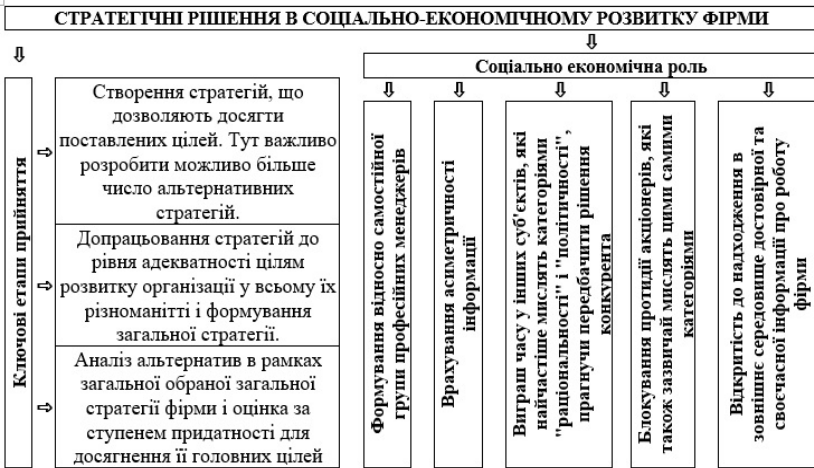 СТРАТЕГІЧНІ РІШЕННЯ В СОЦІАЛЬНО-ЕКОНОМІЧНОМУ РОЗВИТКУ ФІРМИ
Ключові етапи прийняття
Створення стратегій, що
дозволяють досягти
поставлених цілей. Тут важливо
розробити можливо більше
число альтернативних
стратегій.
Допрацьовання стратегій до
рівня адекватності цілям
розвитку організації у всьому їх
різноманітті і формування
загальної стратегії.
Аналіз альтернатив в рамках
загальної обраної загальної
стратегії фірми і оцінка за
ступенем придатності для
досягнення її головних цілей
Соціально економічна роль
Формування відносно самостійної
групи професійних менеджерів
Врахування асиметричності
інформації
Виграш часу у інших суб'єктів, які
найчастіше мислять категоріями
"раціональності" і "політичності",
прагнучи передбачити рішення
конкурента
Блокування протидії акціонерів, які
також зазвичай мислять цими самими
категоріями
Відкритість до надходження в
зовнішнє середовище достовірної та
своєчасної інформації про роботу
фірми